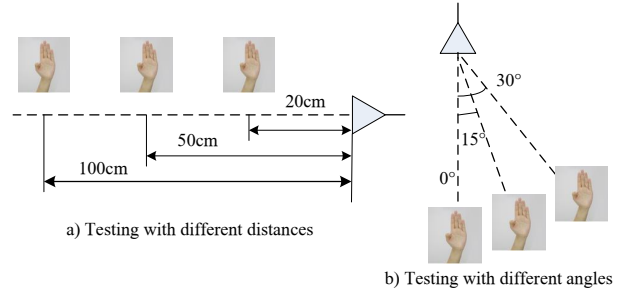 20cm
50cm
100cm
a) Testing with different distances
30°
15°
0°
b) Testing with different angles